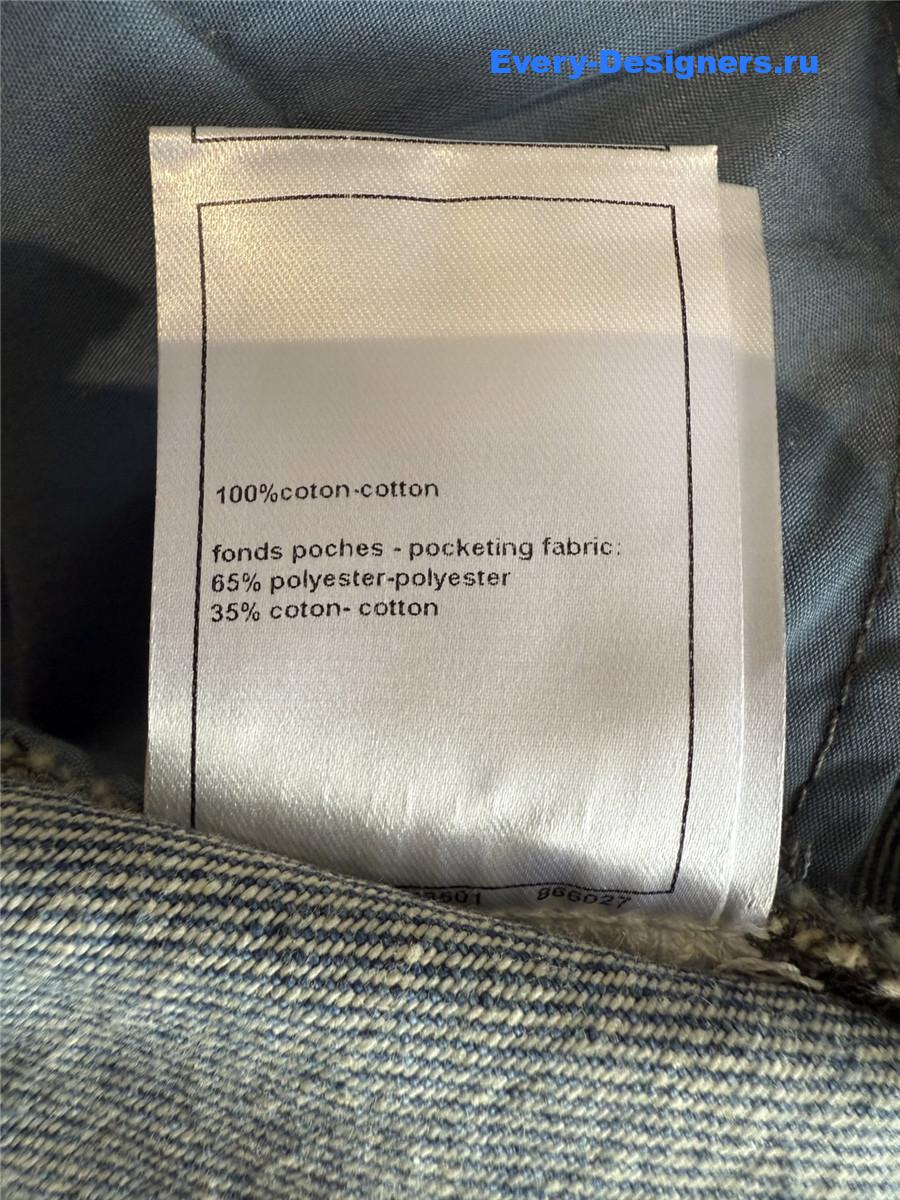 Every-Designers.ru
100%coton-cotton
fonds poches - pocketing fabric:
65% polyester-polyester
35% coton- cotton
866027